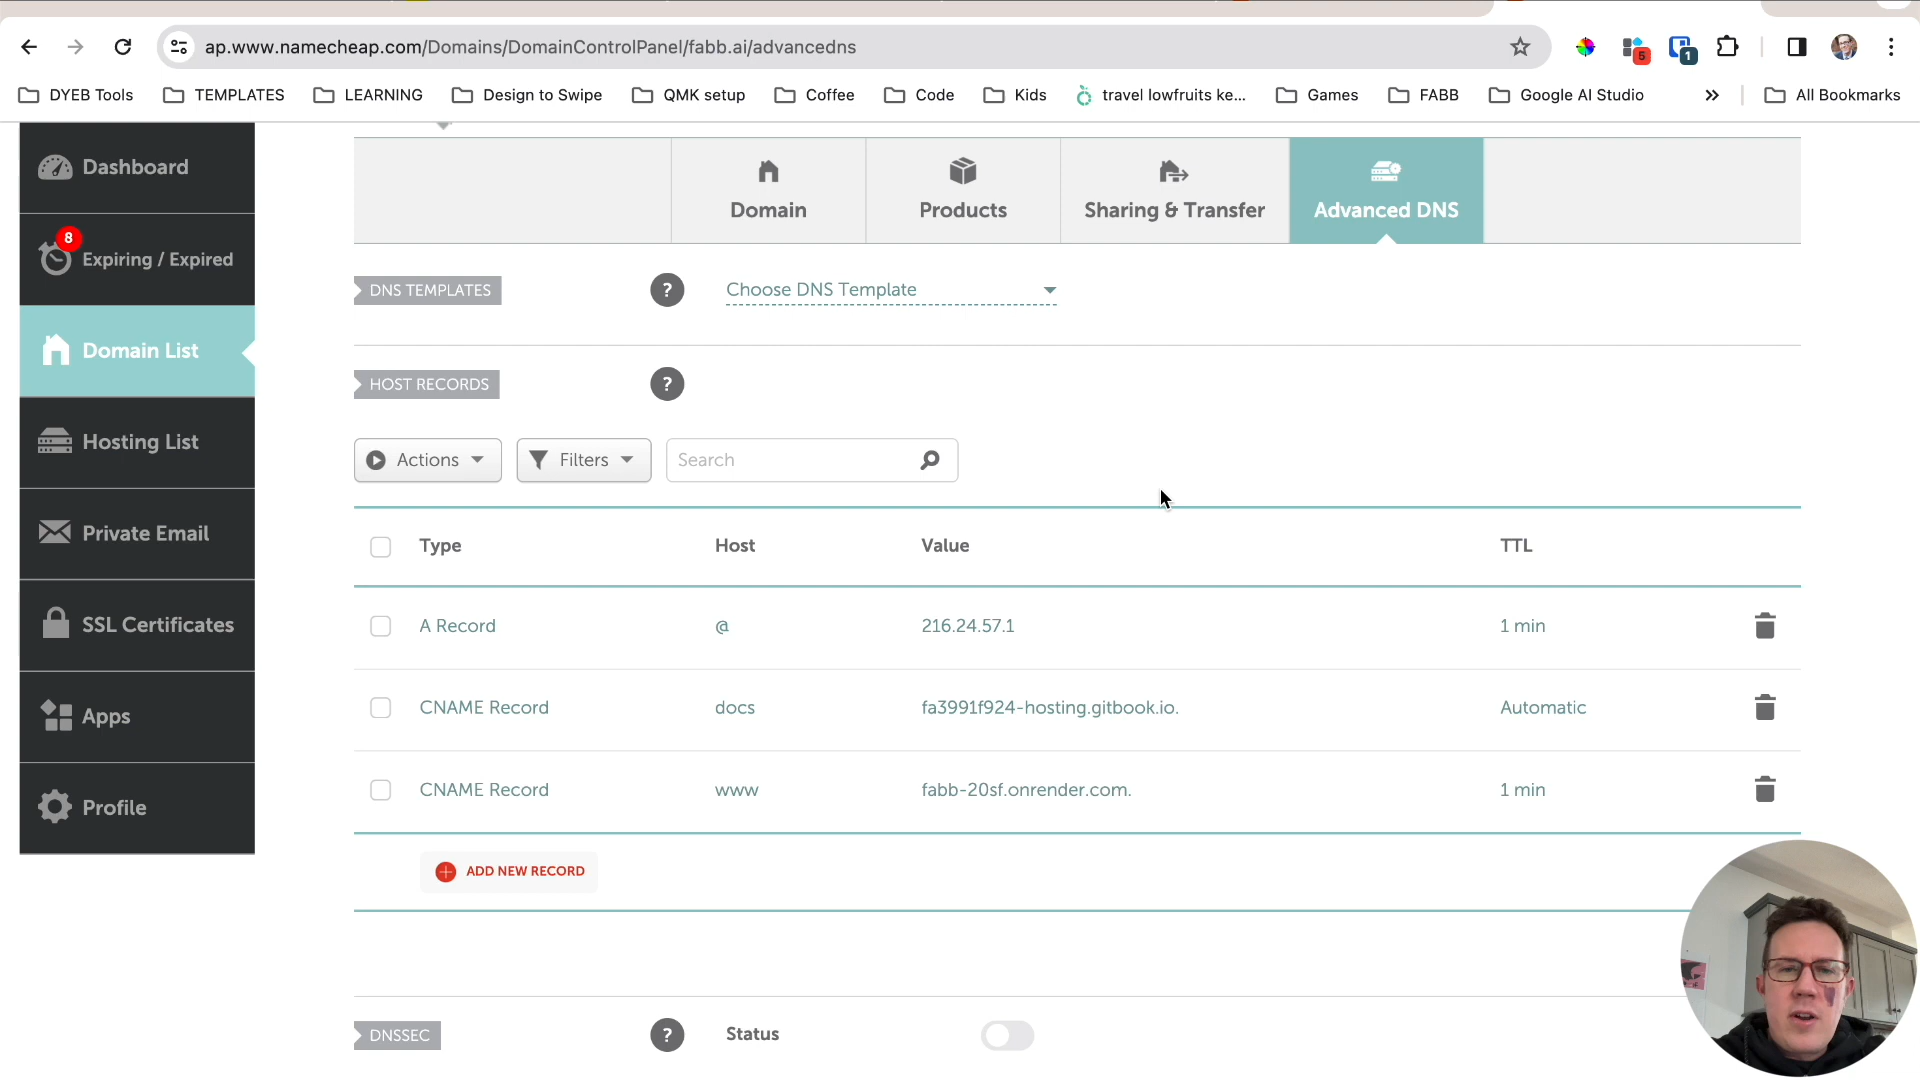 ap.www.namecheap.com/Domains/DomainControlPanel/fabb.ai/advanceddns
6
1
DYEB Tools
TEMPLATES
LEARNING
Design to Swipe
QMK setup
Coffee
Code
Kids
travel lowfruits ke...
Games
FABB
Google AI Studio
All Bookmarks
Dashboard
8
Expiring / Expired
Domain List
Hosting List
Private Email
SSL Certificates
Apps
Profile
Domain
Products
Sharing & Transfer
Advanced DNS
DNS TEMPLATES
?
Choose DNS Template
HOST RECORDS
?
Actions
Filters
Search
Type Host Value TTL
A Record @ 216.24.57.1 1 min
CNAME Record docs fa3991f924-hosting.gitbook.io. Automatic
CNAME Record www fabb-20sf.onrender.com. 1 min
ADD NEW RECORD
DNSSEC
?
Status